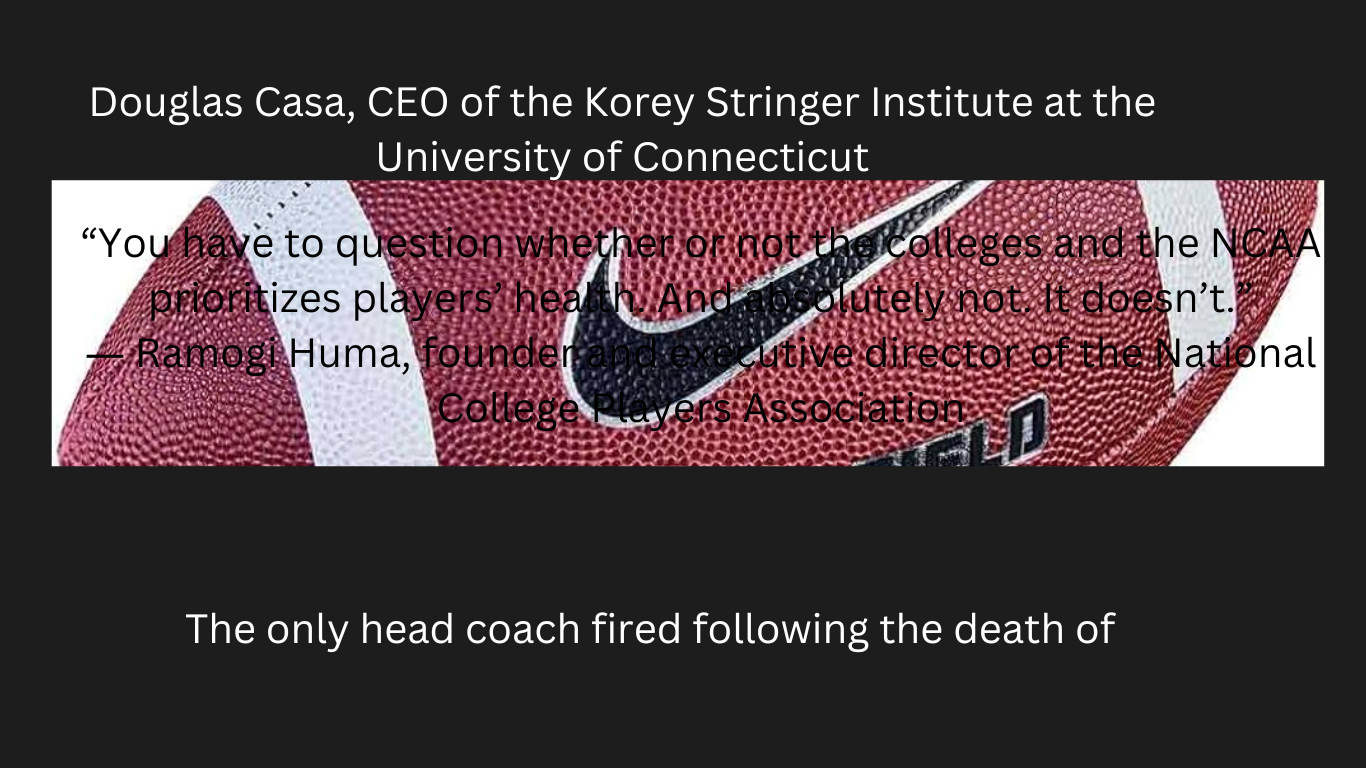 Douglas Casa, CEO of the Korey Stringer Institute at the
University of Connecticut
“You have to question whether or not the colleges and the NCAA
prioritizes players’ health. And absolutely not. It doesn’t.”
— Ramogi Huma, founder and executive director of the National
College Players Association
The only head coach fired following the death of